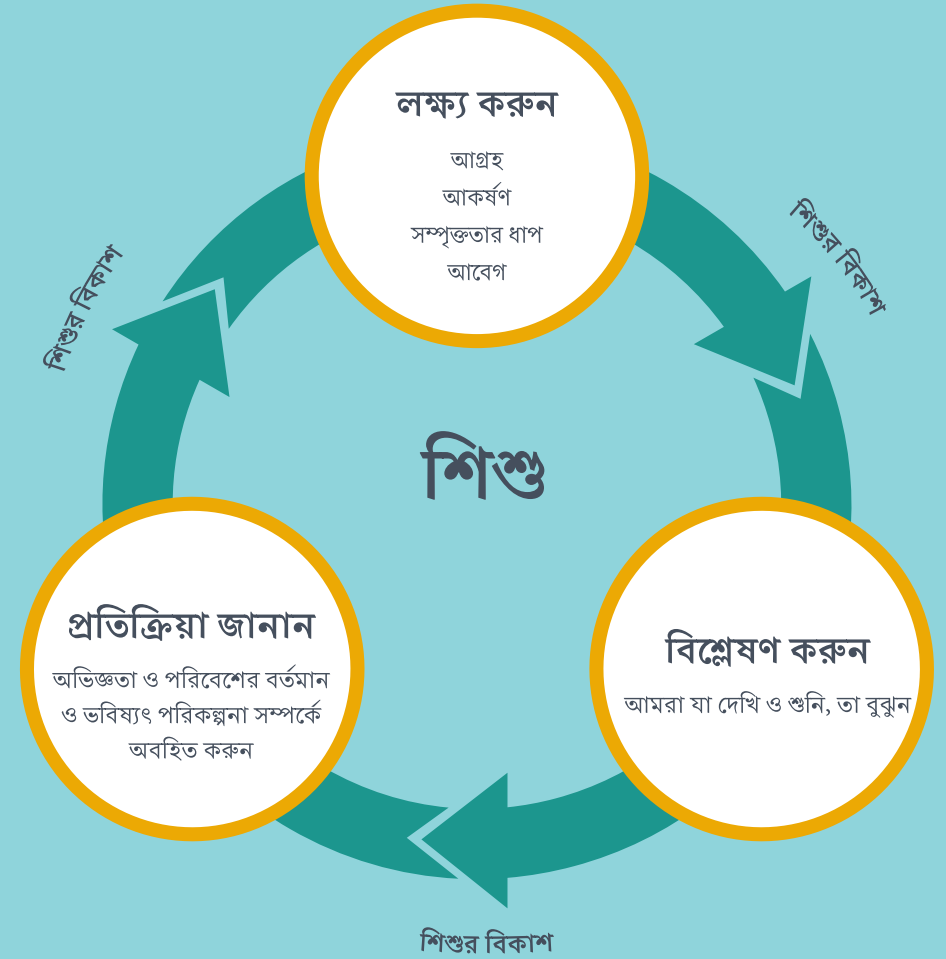 লক্ষ্য করুন
আগ্রহ
আকর্ষণ
সম্পৃক্ততার ধাপ
আবেগ
শিশুর বিকাশ
শিশুর বিকাশ
শিশু
প্রতিক্রিয়া জানান
অভিজ্ঞতা ও পরিবেশের বর্তমান
ও ভবিষ্যৎ পরিকল্পনা সম্পর্কে
অবহিত করুন
বিশ্লেষণ করুন
আমরা যা দেখি ও শুনি, তা বুঝুন
শিশুর বিকাশ